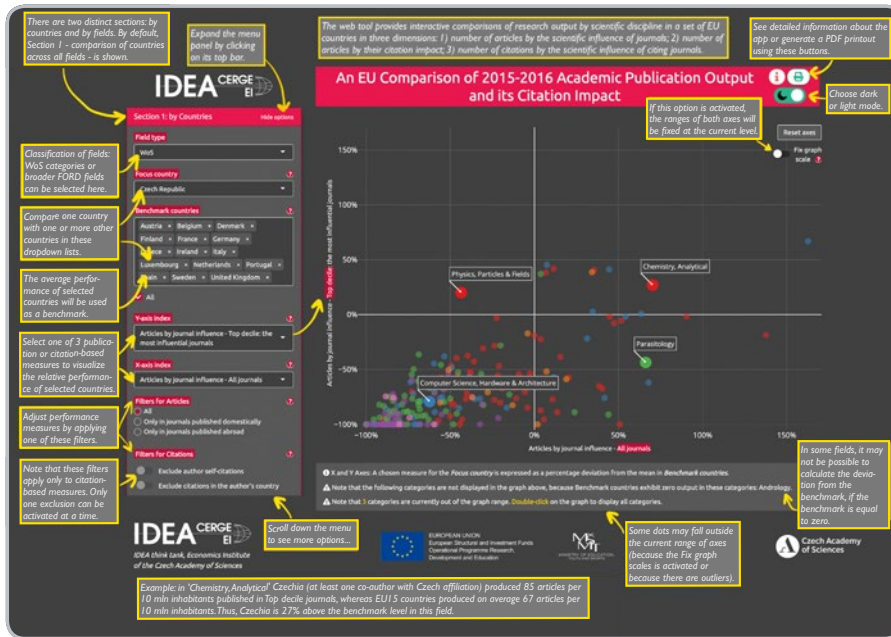 There are two distinct sections: by
countries and by fields. By default,
Section 1 - comparison of countries
across all fields - is shown.
Expand the menu
panel by clicking
on its top bar.
The web tool provides interactive comparisons of research output by scientific discipline in a set of EU
countries in three dimensions: 1) number of articles by the scientific influence of journals; 2) number of
articles by their citation impact; 3) number of citations by the scientific influence of citing journals.
See detailed information about the
app or generate a PDF printout
using these buttons.
IDEA CERGE EI
An EU Comparison of 2015-2016 Academic Publication Output
and its Citation Impact
Choose dark
or light mode.
If this option is activated,
the ranges of both axes will
be fixed at the current level.
Reset axes
Fix graph
scale
Section 1: by Countries
Hide options
Field type
WoS
Classification of fields:
WoS categories or
broader FORD fields
can be selected here.
Focus country
Czech Republic
Compare one country
with one or more other
countries in these
dropdown lists.
Benchmark countries
Austria × Belgium × Denmark ×
Finland × France × Germany ×
× Ireland × Italy ×
Luxembourg × Netherlands × Portugal ×
× Sweden × United Kingdom ×
All
The average perfor-
mance of selected
countries will be used
as a benchmark.
Y-axis index
Articles by journal influence - Top decile: the
most influential journals
Select one of 3 publica-
tion or citation-based
measures to visualize
the relative performan-
ce of selected countries.
X-axis index
Articles by journal influence - All journals
Filters for Articles
All
Only in journals published domestically
Only in journals published abroad
Adjust performance
measures by applying
one of these filters.
Filters for Citations
Exclude author self-citations
Exclude citations in the author's country
Note that these filters
apply only to citation-
based measures. Only
one exclusion can be
activated at a time.
Scroll down the menu
to see more options...
Articles by journal influence - Top decile: the most influential journals
150%
100%
50%
0%
−50%
−100%
Physics, Particles & Fields
Chemistry, Analytical
Parasitology
Computer Science, Hardware & Architecture
−100%
−50%
0%
50%
100%
150%
Articles by journal influence - All journals
X and Y Axes: A chosen measure for the Focus country is expressed as a percentage deviation from the mean in Benchmark countries.
Note that the following categories are not displayed in the graph above, because Benchmark countries exhibit zero output in these categories: Andrology.
Note that 5 categories are currently out of the graph range. Double-click on the graph to display all categories.
In some fields, it may
not be possible to
calculate the devia-
tion from the
benchmark, if the
benchmark is equal
to zero.
Some dots may fall outside
the current range of axes
(because the Fix graph
scales is activated or
because there are outliers).
IDEA CERGE EI
IDEA think tank, Economics Institute
of the Czech Academy of Sciences
EUROPEAN UNION
European Structural and Investment Funds
Operational Programme Research,
Development and Education
MINISTRY OF EDUCATION
Czech Academy
of Sciences
Example: in 'Chemistry, Analytical' Czechia (at least one co-author with Czech affiliation) produced 85 articles per
10 mln inhabitants published in Top decile journals, whereas EU15 countries produced on average 67 articles per
10 mln inhabitants. Thus, Czechia is 27% above the benchmark level in this field.